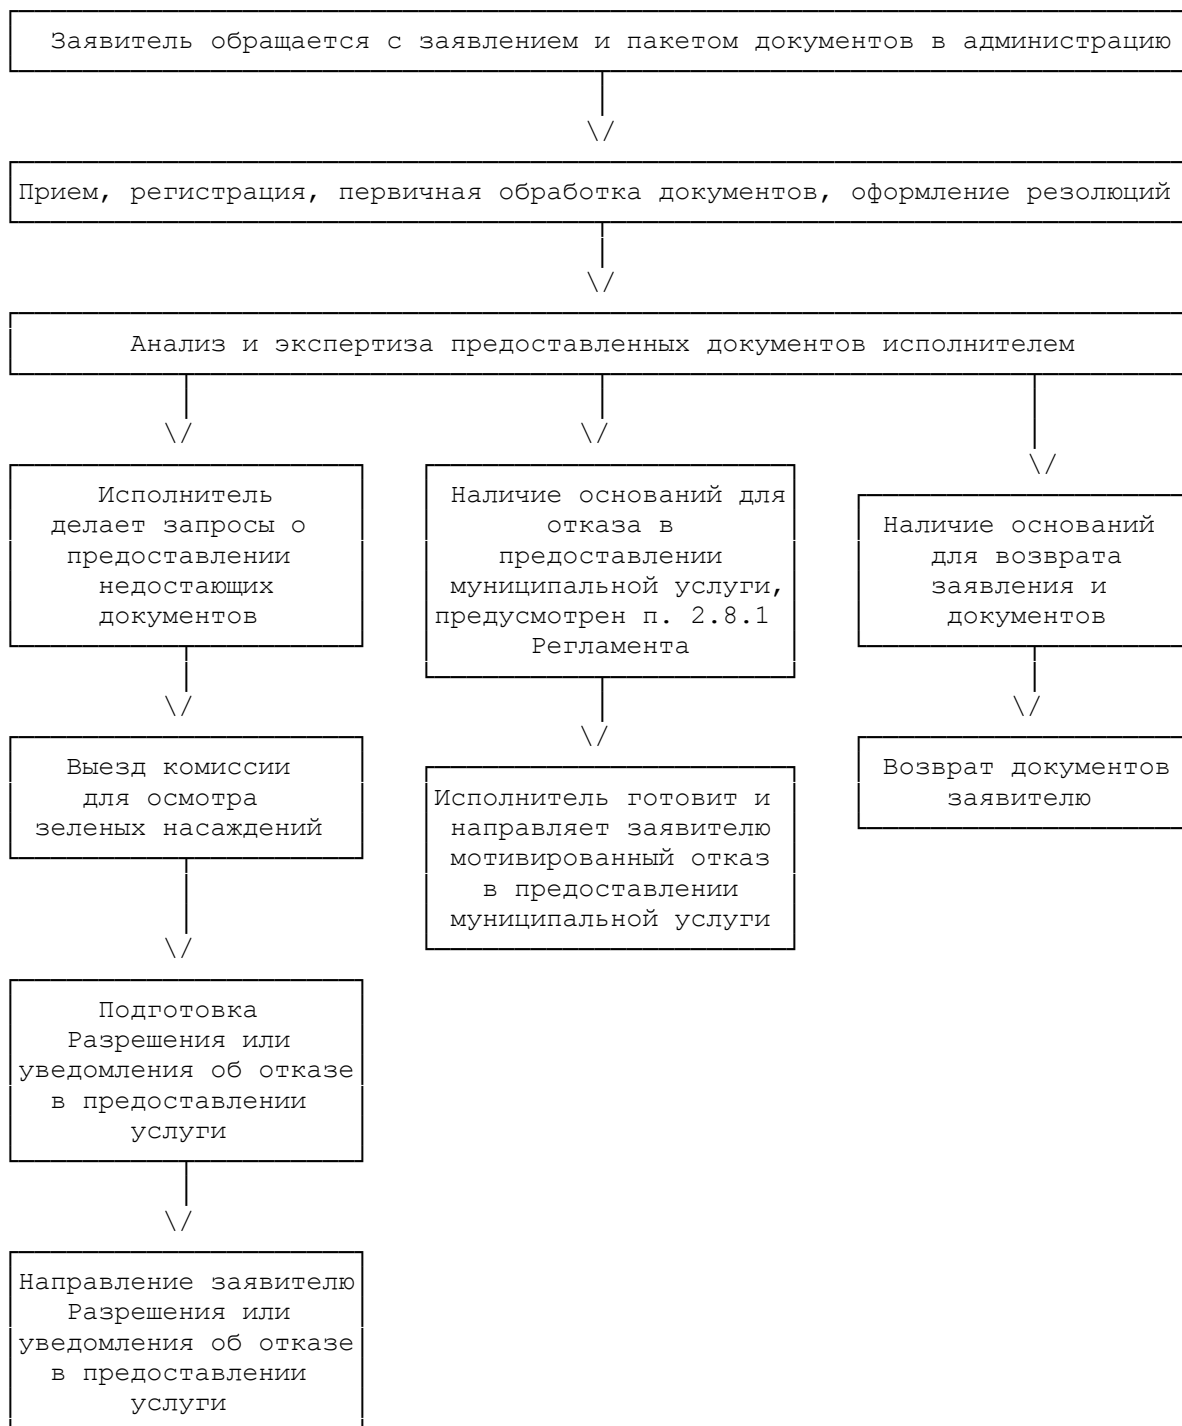 Заявитель обращается с заявлением и пакетом документов в администрацию
Прием, регистрация, первичная обработка документов, оформление резолюций
Анализ и экспертиза предоставленных документов исполнителем
Исполнитель
делает запросы о
предоставлении
недостающих
документов
Наличие оснований для
отказа в
предоставлении
муниципальной услуги,
предусмотрен п. 2.8.1
Регламента
Наличие оснований
для возврата
заявления и
документов
Выезд комиссии
для осмотра
зеленых насаждений
Исполнитель готовит и
направляет заявителю
мотивированный отказ
в предоставлении
муниципальной услуги
Возврат документов
заявителю
Подготовка
Разрешения или
уведомления об отказе
в предоставлении
услуги
Направление заявителю
Разрешения или
уведомления об отказе
в предоставлении
услуги